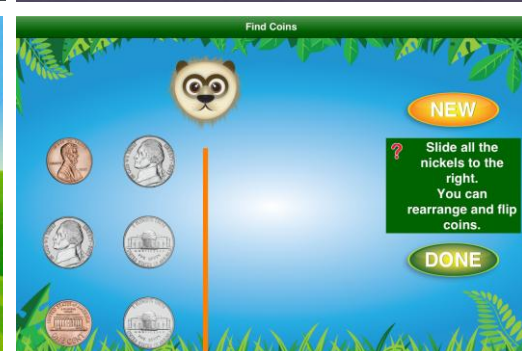 Find Coins
NEW
? Slide all the
nickels to the
right.
You can
rearrange and flip
coins.
DONE